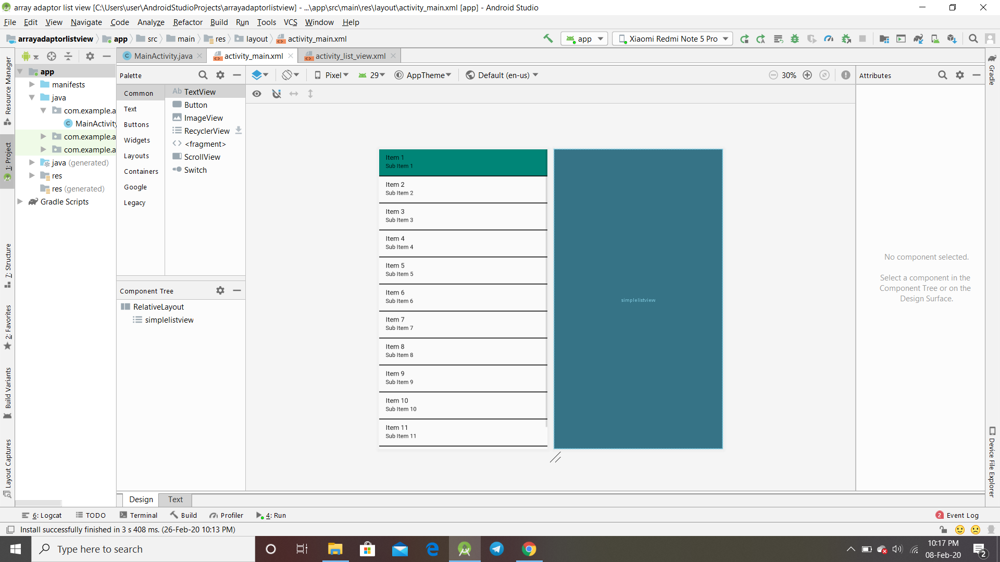 array adaptor list view [C:\Users\user\AndroidStudioProjects\arrayadaptorlistview] - ...\app\src\main\res\layout\activity_main.xml [app] - Android Studio
File Edit View Navigate Code Analyze Refactor Build Run Tools VCS Window Help
arrayadaptorlistview app src main res layout activity_main.xml app Xiaomi Redmi Note 5 Pro
MainActivity.java activity_main.xml activity_list_view.xml
Resource Manager
1: Project
7: Structure
2: Favorites
Build Variants
Layout Captures
app
manifests
java
com.example.a
MainActivity
com.example.a
com.example.a
java (generated)
res
res (generated)
Gradle Scripts
Palette
Common
Text
Buttons
Widgets
Layouts
Containers
Google
Legacy
Ab TextView
Button
ImageView
RecyclerView
<fragment>
ScrollView
Switch
Component Tree
RelativeLayout
simplelistview
Pixel 29 AppTheme Default (en-us) 30%
Item 1
Sub Item 1
Item 2
Sub Item 2
Item 3
Sub Item 3
Item 4
Sub Item 4
Item 5
Sub Item 5
Item 6
Sub Item 6
Item 7
Sub Item 7
Item 8
Sub Item 8
Item 9
Sub Item 9
Item 10
Sub Item 10
Item 11
Sub Item 11
simplelistview
Attributes
No component selected.
Select a component in the
Component Tree or on the
Design Surface.
Gradle
Device File Explorer
Design Text
6: Logcat TODO Terminal Build Profiler 4: Run 2 Event Log
Install successfully finished in 3 s 408 ms. (26-Feb-20 10:13 PM)
Type here to search
10:17 PM
08-Feb-20
2